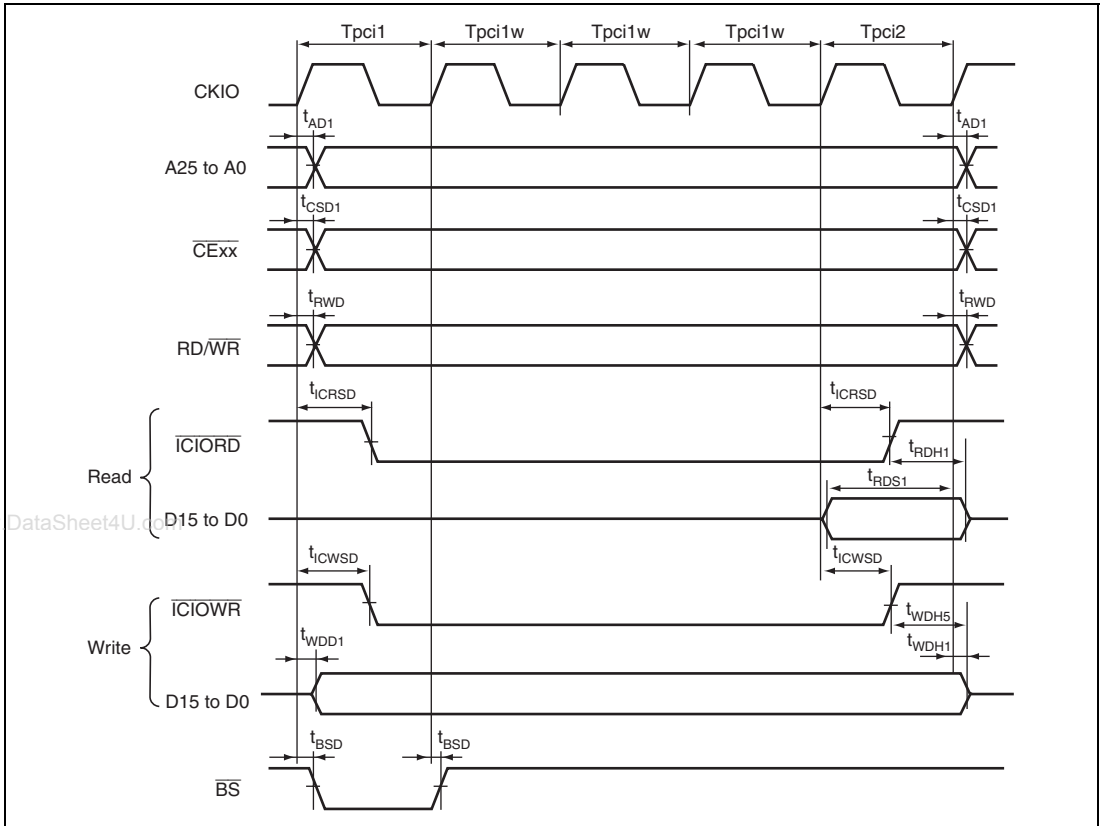 Tpci1 Tpci1w Tpci1w Tpci1w Tpci2
CKIO
tAD1 tAD1
A25 to A0
tCSD1 tCSD1
CExx
tRWD tRWD
RD/WR
tICRSD tICRSD
ICIORD
tRDH1
Read
tRDS1
D15 to D0
DataSheet4U.com
tICWSD tICWSD
ICIOWR
tWDH5
Write
tWDD1 tWDH1
D15 to D0
tBSD tBSD
BS